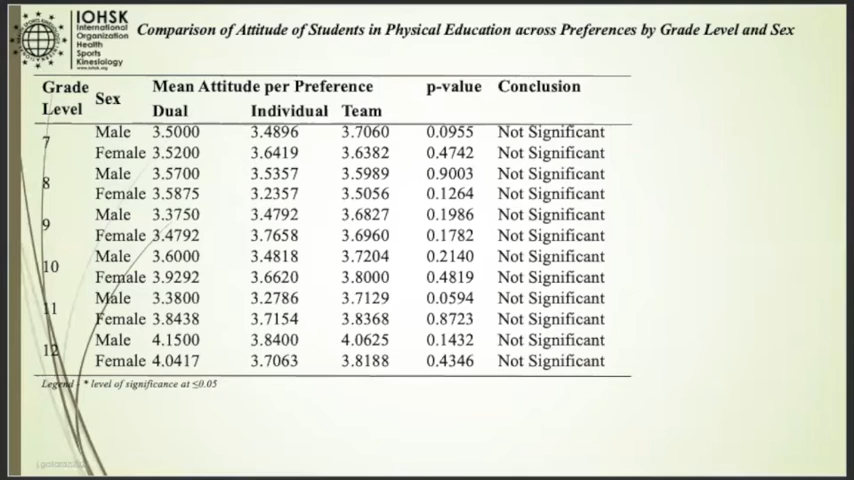 IOHSK
International
Organization
Health
Sports
Kinesiology
www.iohsk.org
Comparison of Attitude of Students in Physical Education across Preferences by Grade Level and Sex
Grade Level Sex Mean Attitude per Preference p-value Conclusion
Dual Individual Team
7 Male 3.5000 3.4896 3.7060 0.0955 Not Significant
Female 3.5200 3.6419 3.6382 0.4742 Not Significant
8 Male 3.5700 3.5357 3.5989 0.9003 Not Significant
Female 3.5875 3.2357 3.5056 0.1264 Not Significant
9 Male 3.3750 3.4792 3.6827 0.1986 Not Significant
Female 3.4792 3.7658 3.6960 0.1782 Not Significant
10 Male 3.6000 3.4818 3.7204 0.2140 Not Significant
Female 3.9292 3.6620 3.8000 0.4819 Not Significant
11 Male 3.3800 3.2786 3.7129 0.0594 Not Significant
Female 3.8438 3.7154 3.8368 0.8723 Not Significant
12 Male 4.1500 3.8400 4.0625 0.1432 Not Significant
Female 4.0417 3.7063 3.8188 0.4346 Not Significant
Legend - * level of significance at ≤0.05